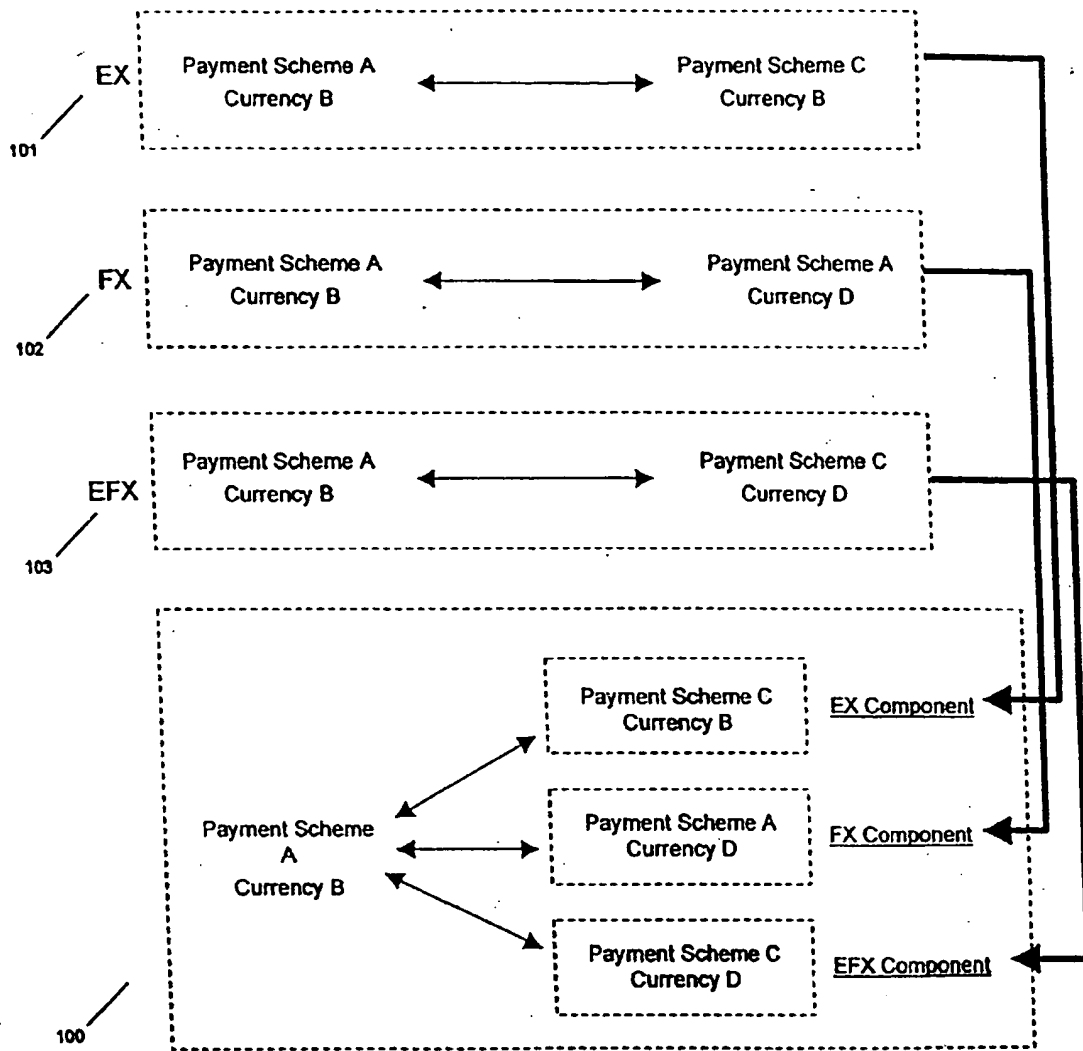 EX
Payment Scheme A
Currency B
Payment Scheme C
Currency B
101
FX
Payment Scheme A
Currency B
Payment Scheme A
Currency D
102
EFX
Payment Scheme A
Currency B
Payment Scheme C
Currency D
103
Payment Scheme
A
Currency B
Payment Scheme C
Currency B
EX Component
Payment Scheme A
Currency D
FX Component
Payment Scheme C
Currency D
EFX Component
100